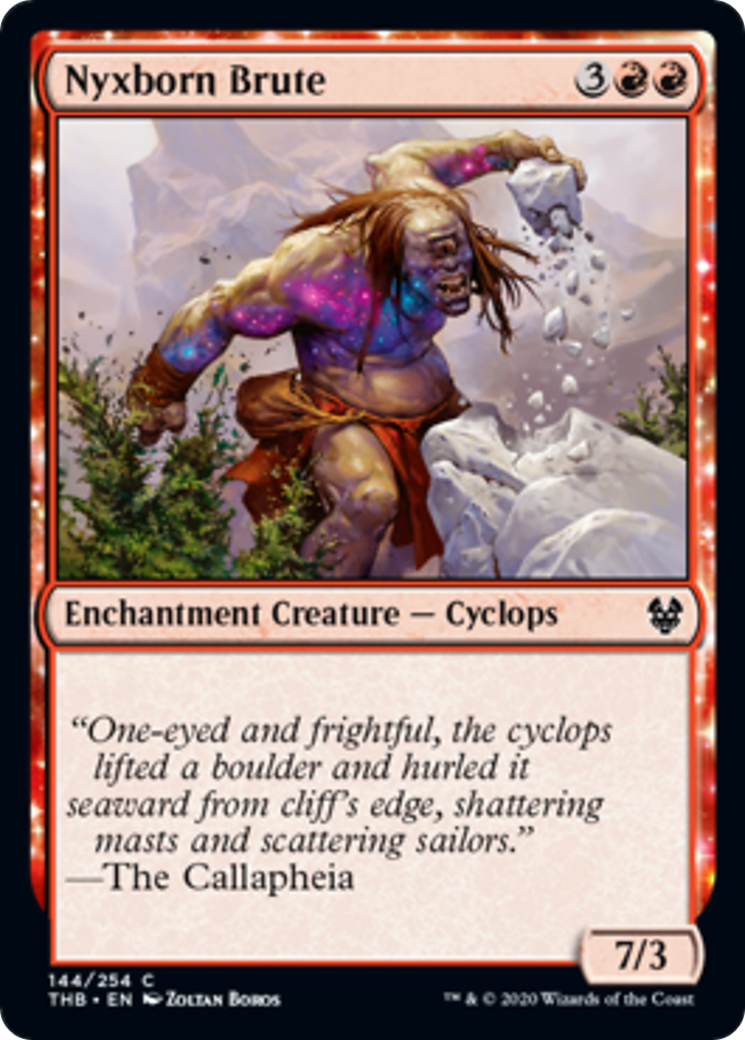 Nyxborn Brute 3
Enchantment Creature — Cyclops
“One-eyed and frightful, the cyclops
lifted a boulder and hurled it
seaward from cliff’s edge, shattering
masts and scattering sailors.”
—The Callapheia
7/3
144/254 C
THB • EN Zoltan Boros
™ & © 2020 Wizards of the Coast